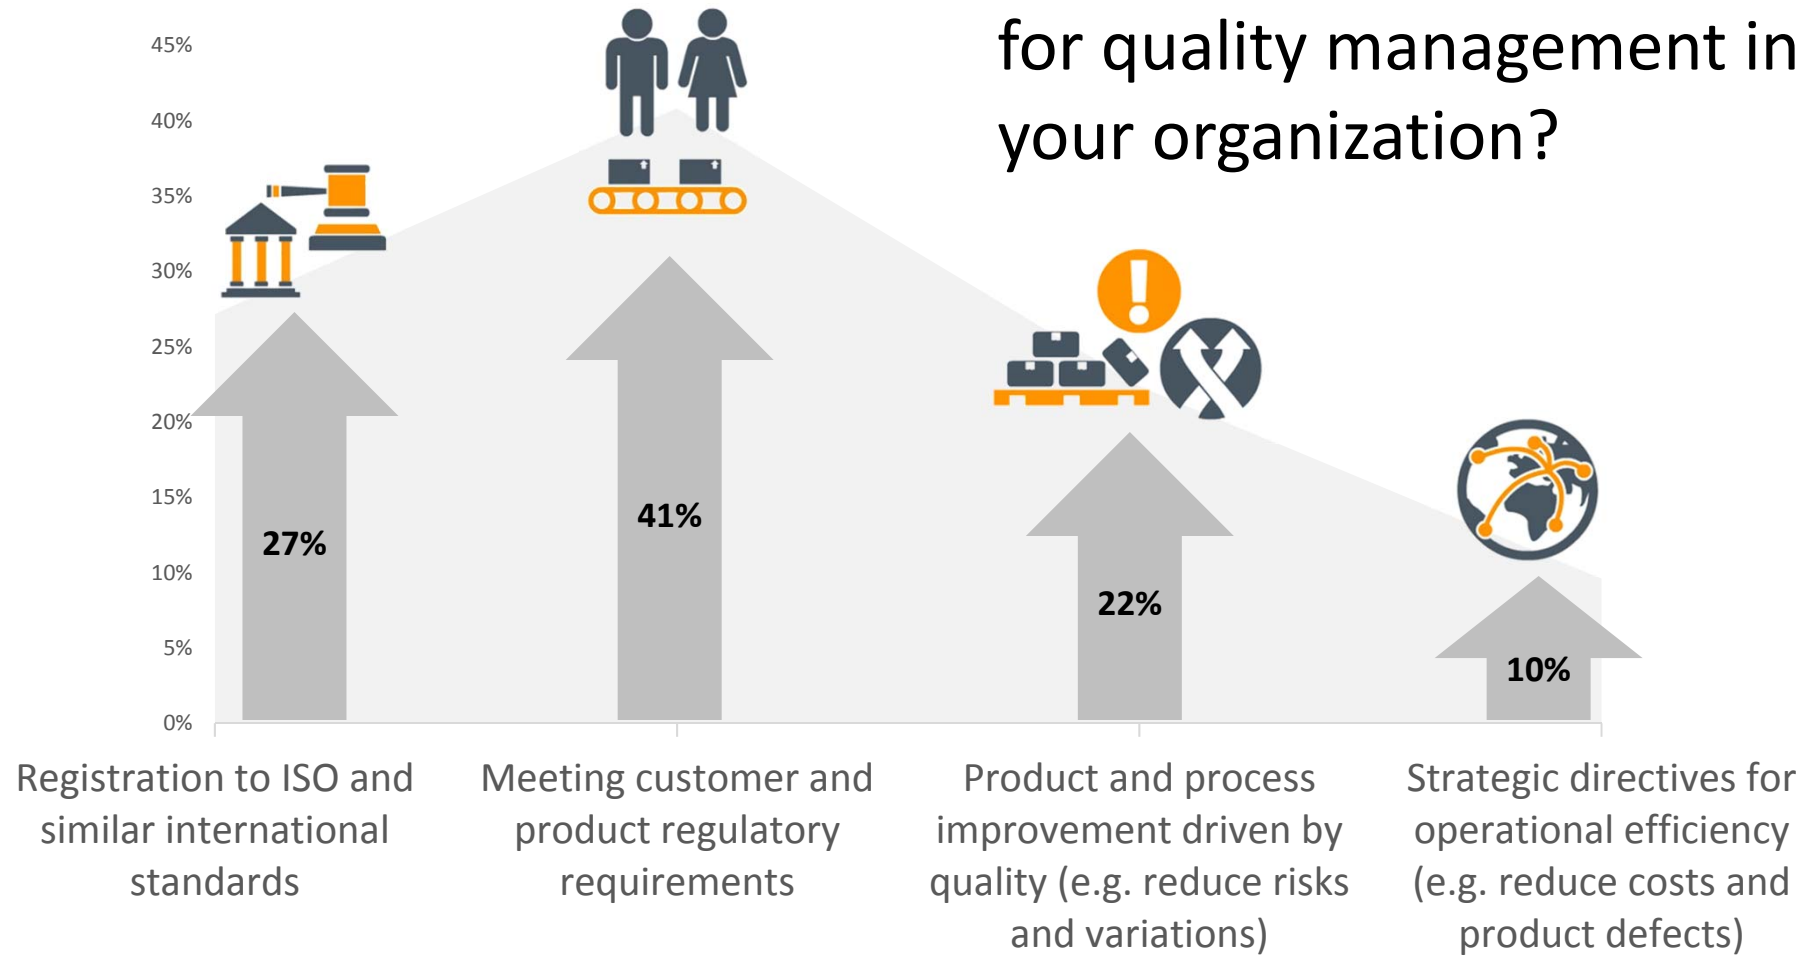 for quality management in
your organization?
45%
40%
35%
30%
25%
20%
15%
10%
5%
0%
27%
41%
22%
10%
Registration to ISO and
similar international
standards
Meeting customer and
product regulatory
requirements
Product and process
improvement driven by
quality (e.g. reduce risks
and variations)
Strategic directives for
operational efficiency
(e.g. reduce costs and
product defects)